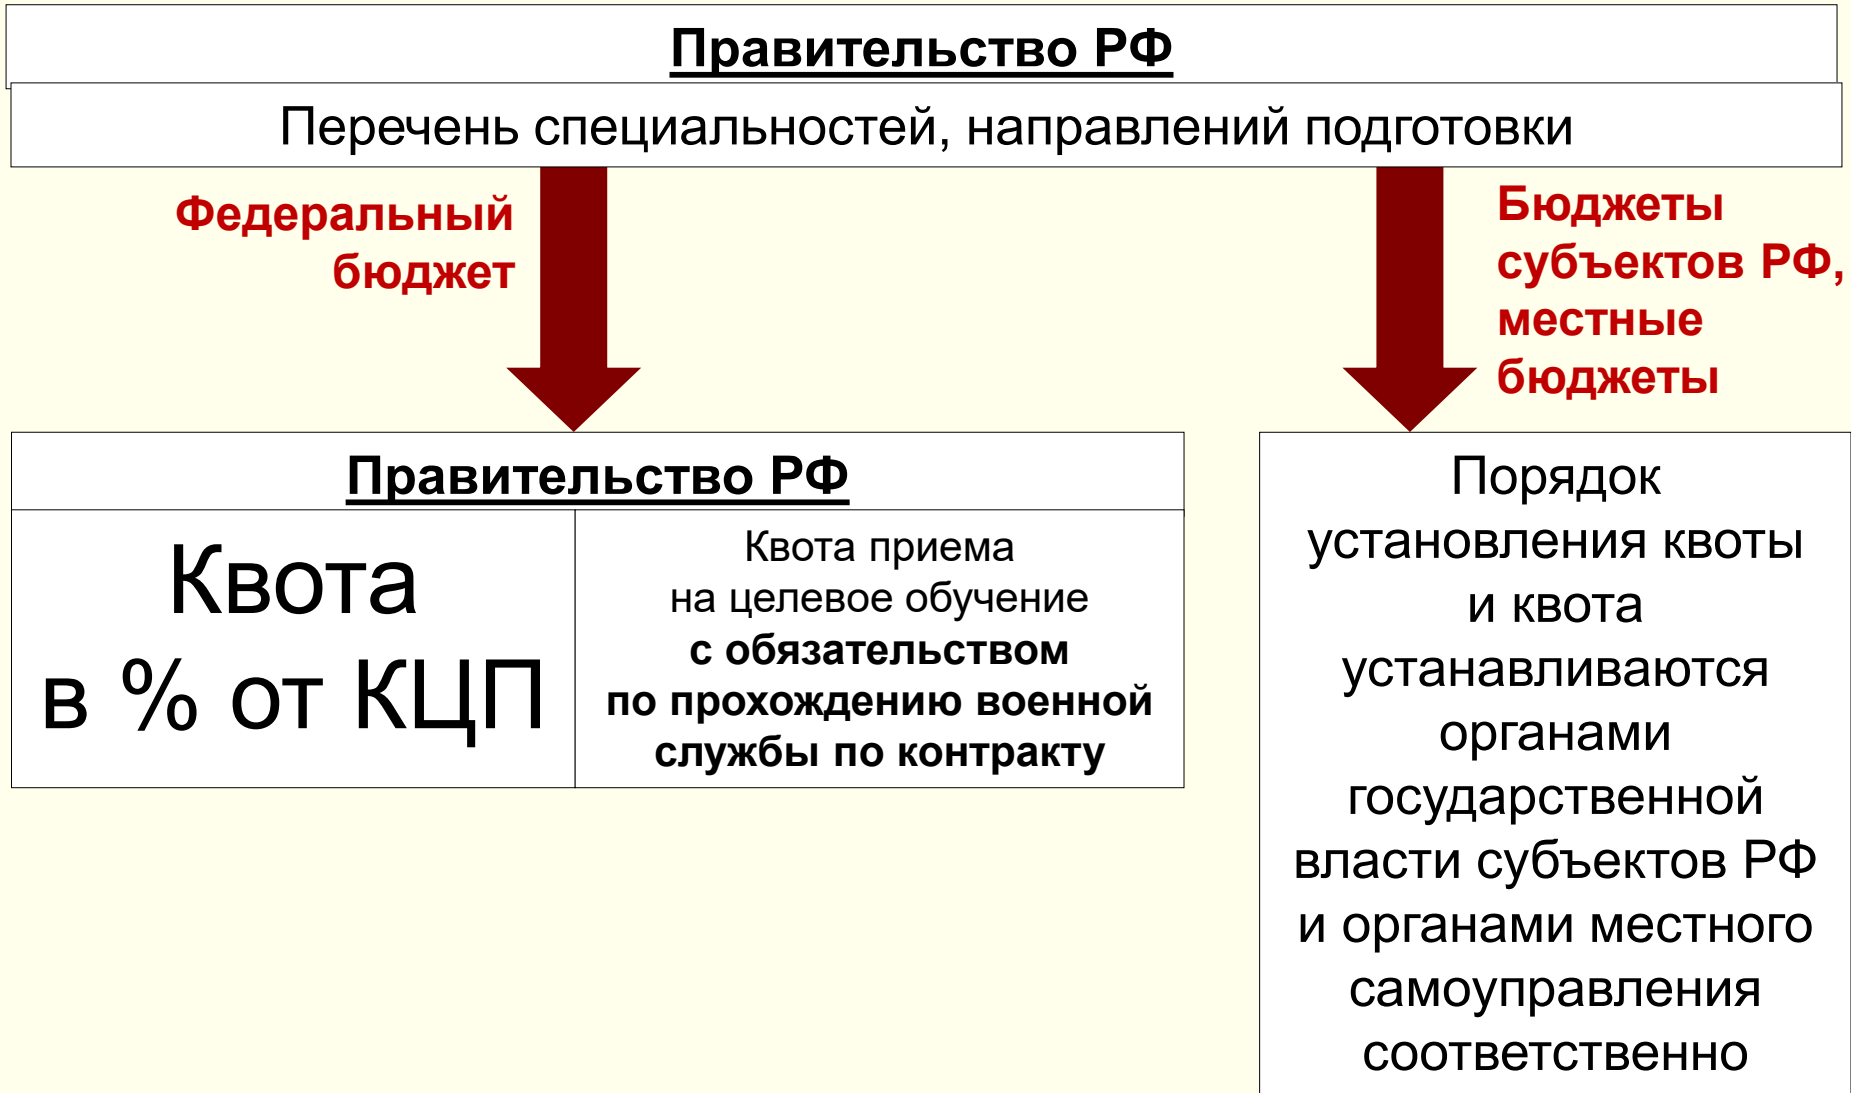 Правительство РФ
Перечень специальностей, направлений подготовки
Федеральный
бюджет
Бюджеты
субъектов РФ,
местные
бюджеты
Правительство РФ
Квота
в % от КЦП
Квота приема
на целевое обучение
с обязательством
по прохождению военной
службы по контракту
Порядок
установления квоты
и квота
устанавливаются
органами
государственной
власти субъектов РФ
и органами местного
самоуправления
соответственно